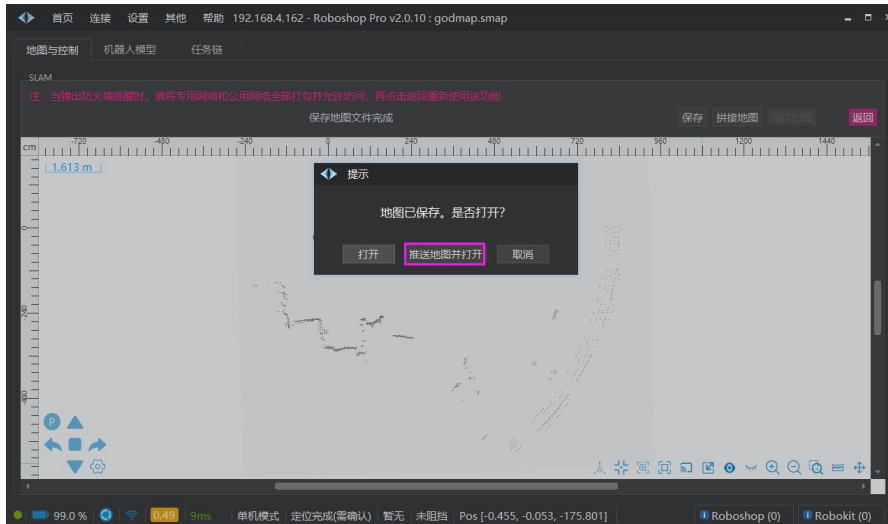 首页 连接 设置 其他 帮助 192.168.4.162 - Roboshop Pro v2.0.10 : godmap.smap
地图与控制 机器人模型 任务链
SLAM
注：当弹出防火墙提醒时，请将专用网络和公用网络全部打勾并允许访问，再点击返回重新使用该功能
保存地图文件完成 保存 拼接地图 完成扫图 返回
cm -720 -480 -240 0 240 480 720 960 1200 1440
1.613 m
提示
地图已保存。是否打开?
打开 推送地图并打开 取消
0
-240
-480
P
99.0 % 0.49 9ms 单机模式 定位完成(需确认) 暂无 未阻挡 Pos [-0.455, -0.053, -175.801] Roboshop (0) Robokit (0)